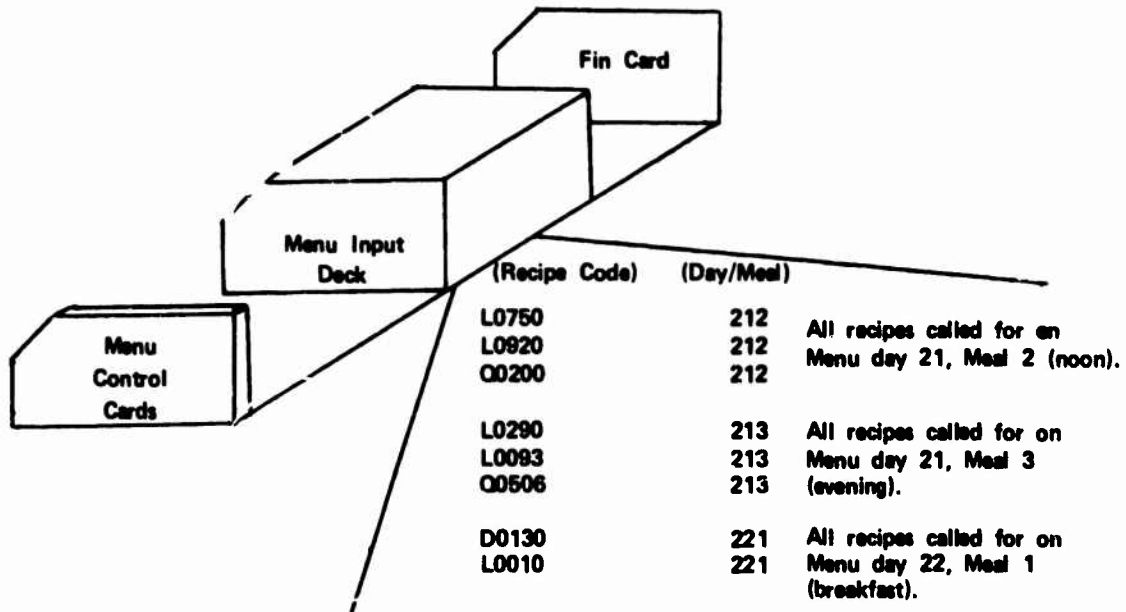 Fin Card
Menu Input
Deck
Menu
Control
Cards
(Recipe Code) (Day/Meal)
L0750 212 All recipes called for on
L0920 212 Menu day 21, Meal 2 (noon).
Q0200 212
L0290 213 All recipes called for on
L0093 213 Menu day 21, Meal 3
Q0506 213 (evening).
D0130 221 All recipes called for on
L0010 221 Menu day 22, Meal 1
(breakfast).